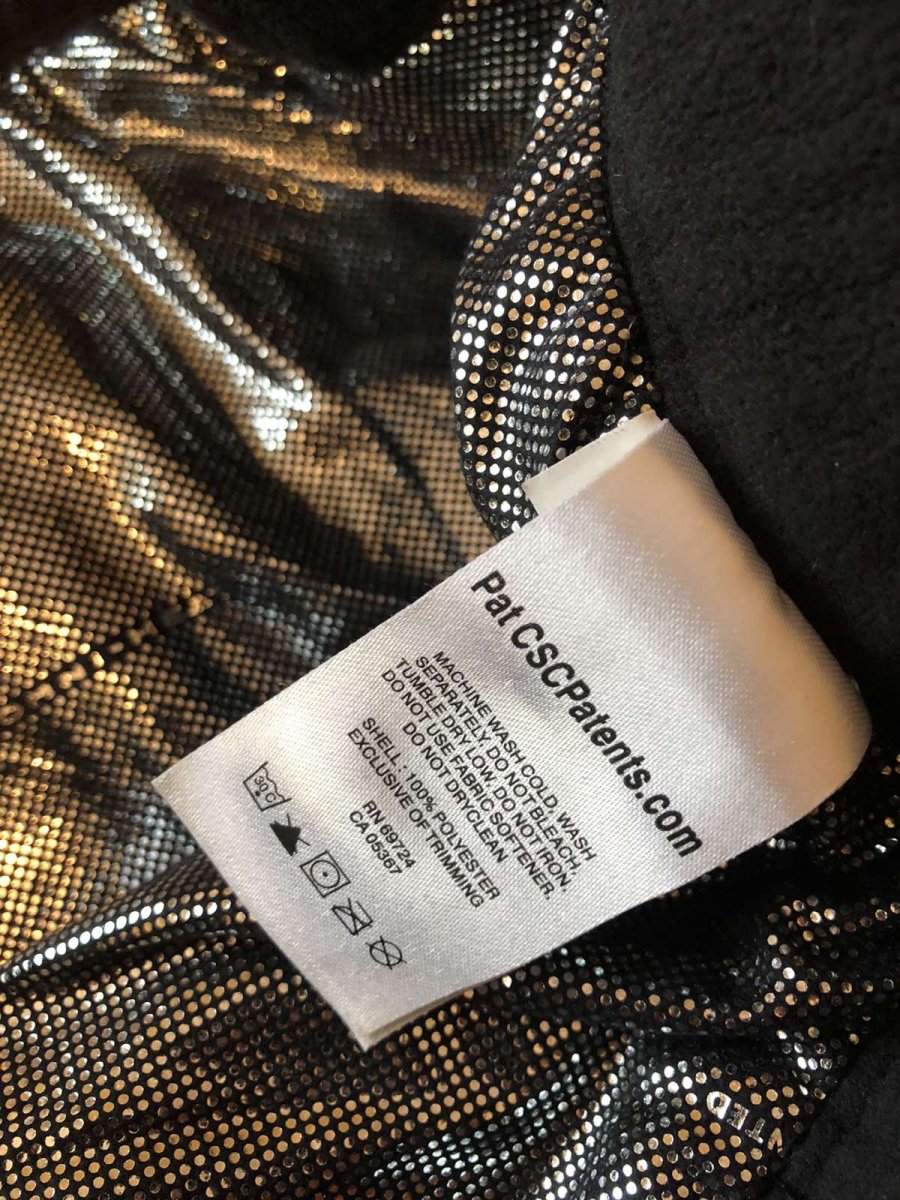 Pat CSCPatents.com
MACHINE WASH COLD, WASH
SEPARATELY. DO NOT BLEACH,
TUMBLE DRY LOW, DO NOT IRON.
DO NOT USE FABRIC SOFTENER.
DO NOT DRYCLEAN
SHELL : 100% POLYESTER
EXCLUSIVE OF TRIMMING
RN 69724
CA 05367
30°C